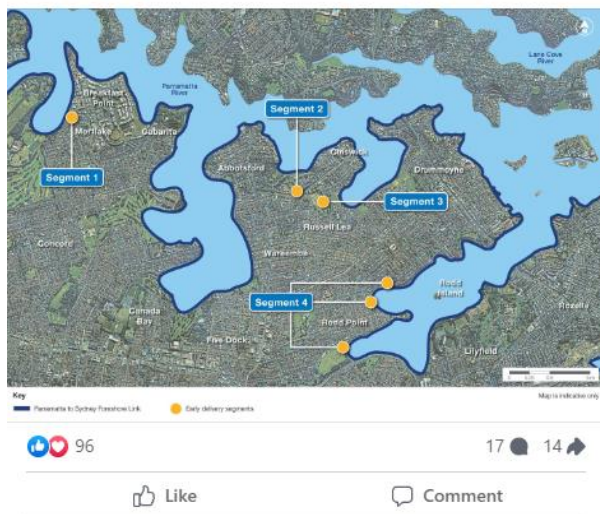 Lane Cove
River
Parramatta
River
Segment 2
Breakfast
Point
Mortlake
Cabarita
Chiswick
Abbotsford
Drummoyne
Segment 1
Segment 3
Russell Lea
Concord
Wareemba
Rodd
Island
Segment 4
Rozelle
Canada
Bay
Rodd Point
Five Dock
Lilyfield
Key
Map is indicative only
Parramatta to Sydney Foreshore Link
Early delivery segments
96
17
14
Like
Comment